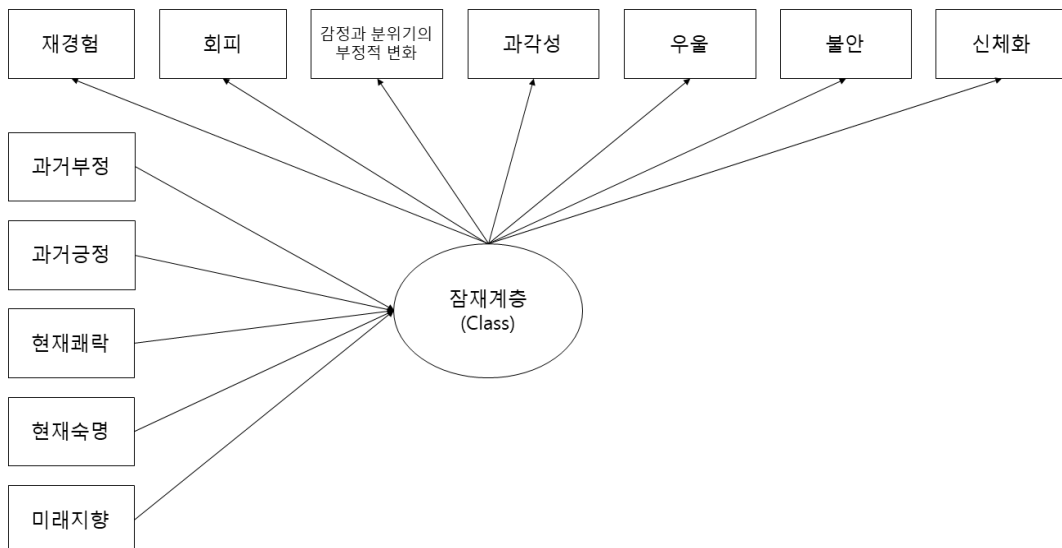 재경험
회피
감정과 분위기의
부정적 변화
과각성
우울
불안
신체화
과거부정
과거긍정
현재쾌락
현재숙명
미래지향
잠재계층
(Class)